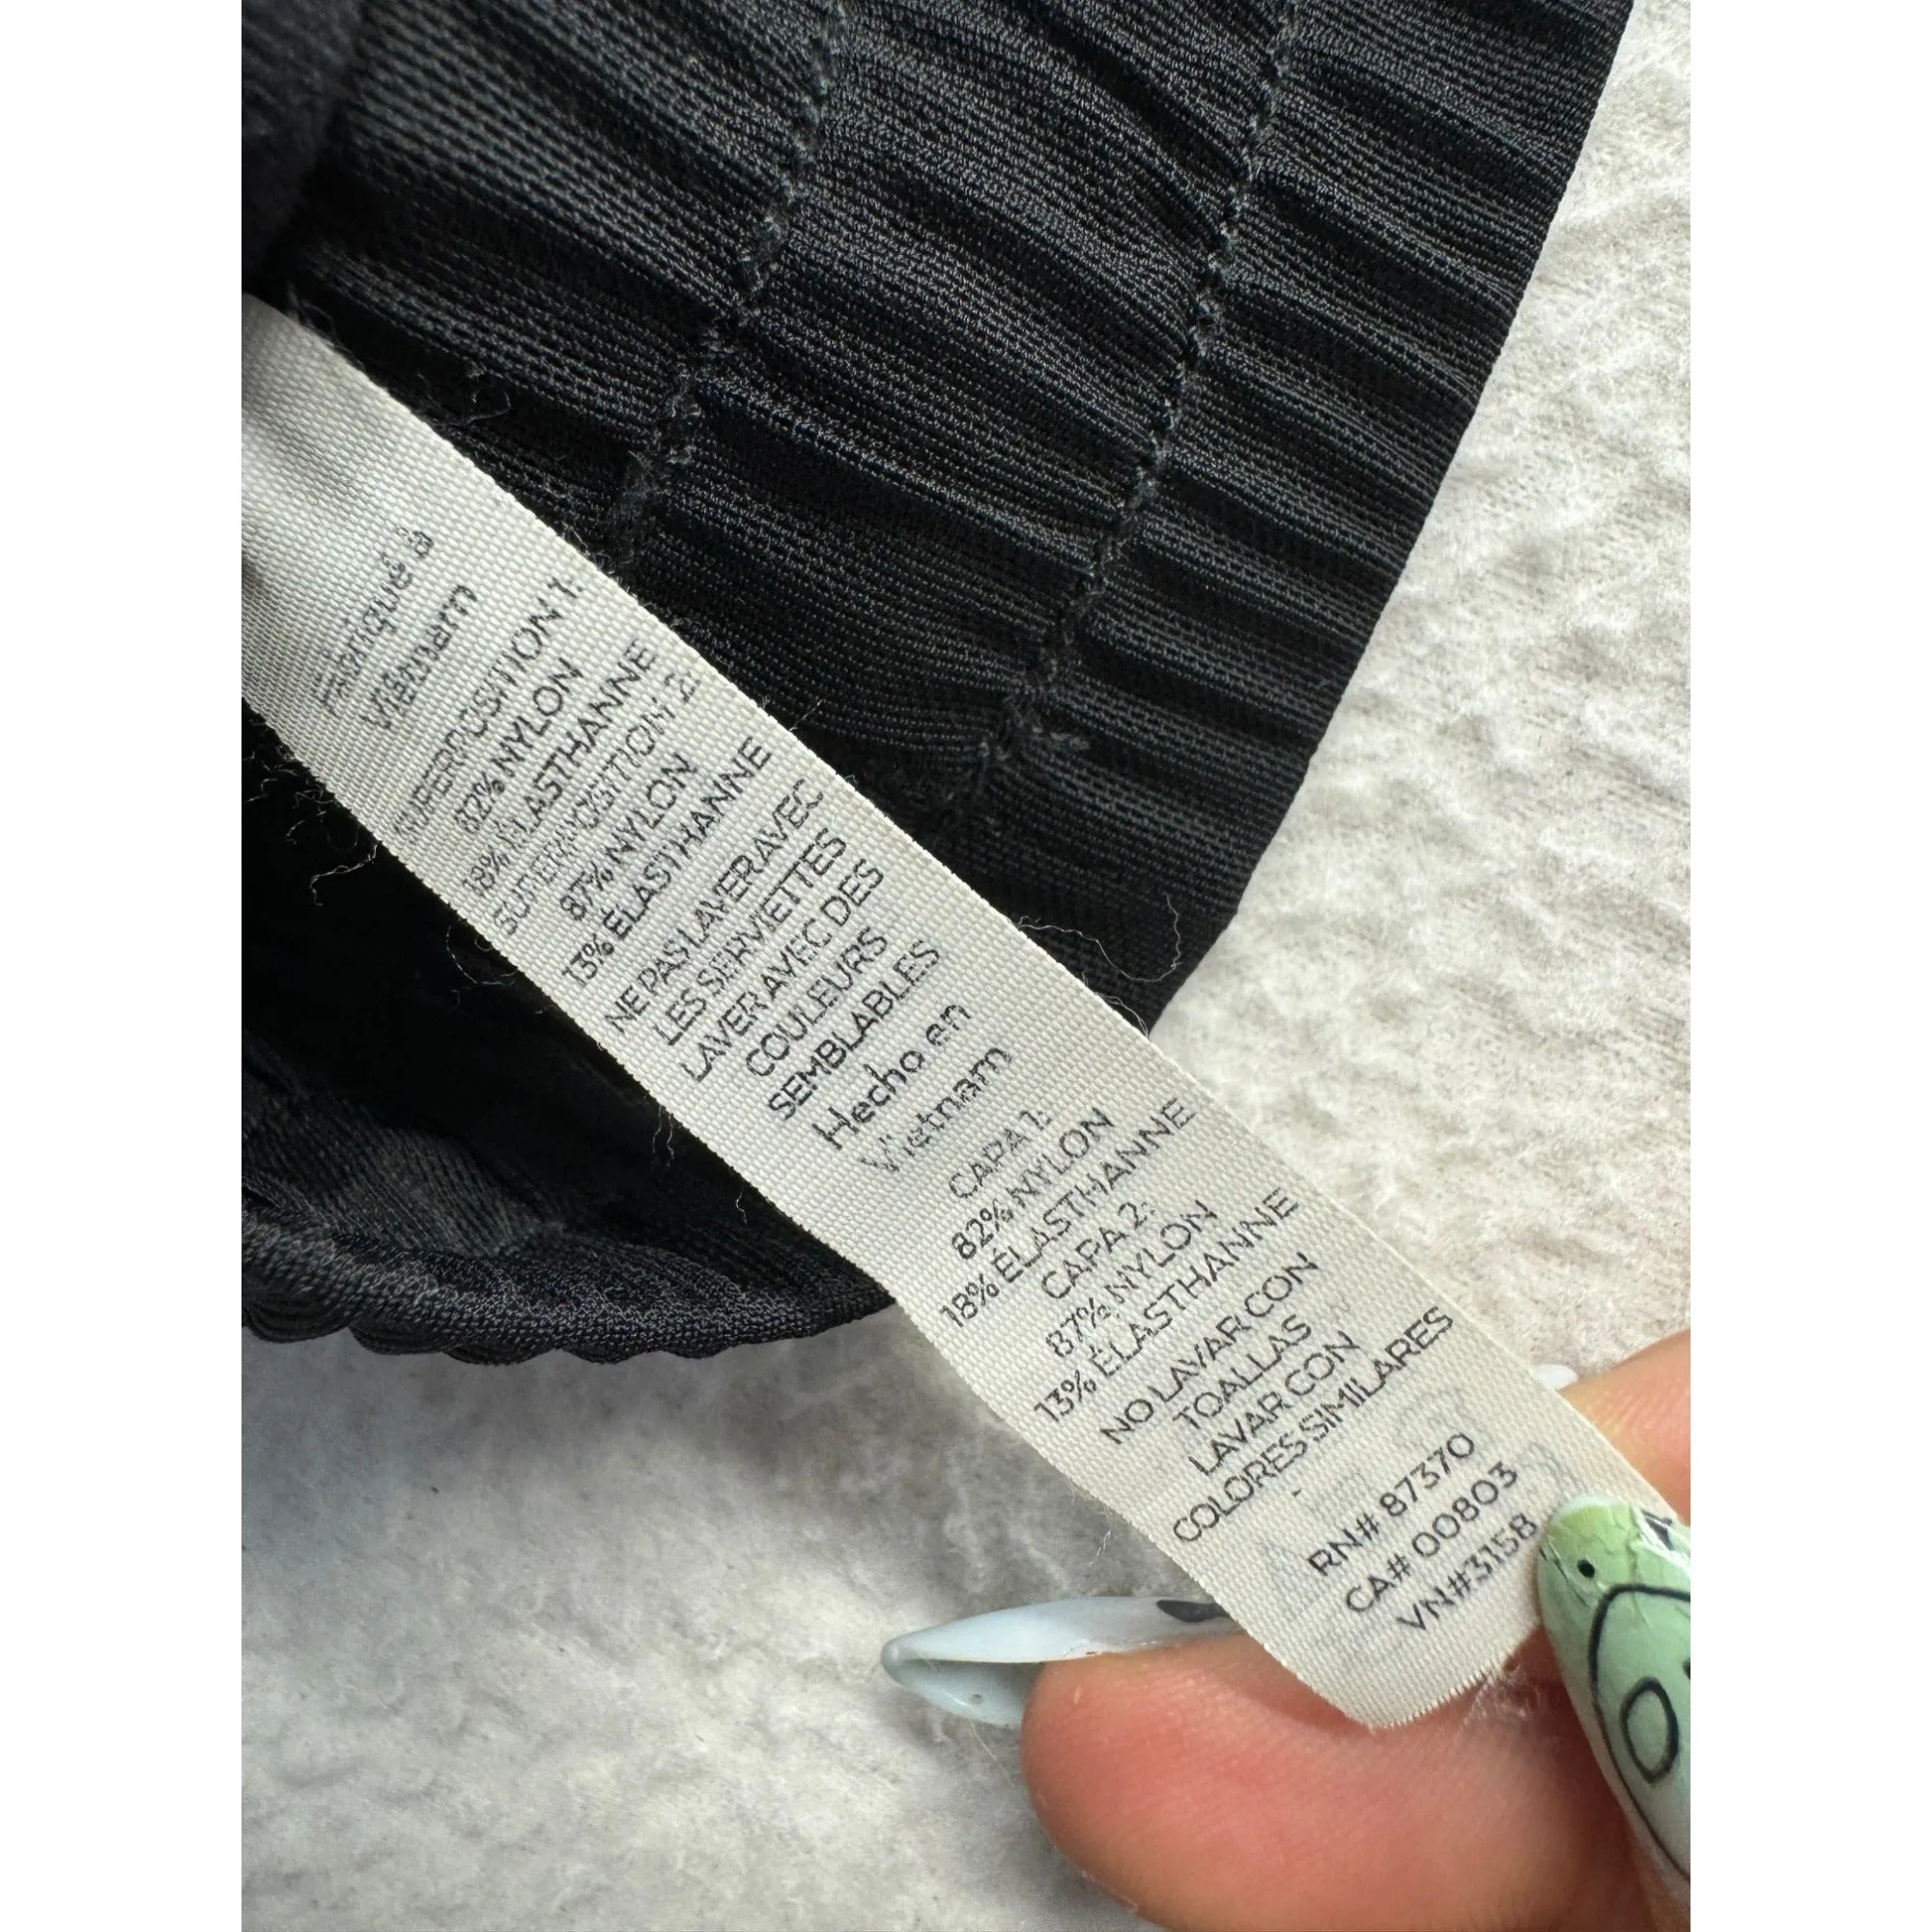 Fabriqué à
Vietnam
SUPERPOSITION 1:
82% NYLON
18% ÉLASTHANNE
SUPERPOSITION 2:
87% NYLON
13% ÉLASTHANNE
NE PAS LAVER AVEC
LES SERVIETTES
LAVER AVEC DES
COULEURS
SEMBLABLES
Hecho en
Vietnam
CAPA 1:
82% NYLON
18% ÉLASTHANNE
CAPA 2:
87% NYLON
13% ÉLASTHANNE
NO LAVAR CON
TOALLAS
LAVAR CON
COLORES SIMILARES
RN# 87370
CA# 00803
VN#3158